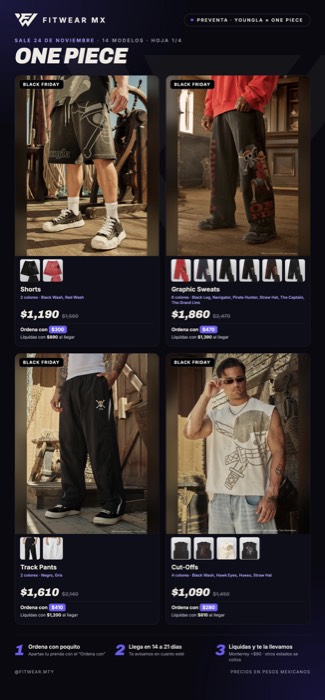 FITWEAR MX
PREVENTA · YOUNGLA × ONE PIECE
SALE 24 DE NOVIEMBRE · 14 MODELOS · HOJA 1/4
ONE PIECE
BLACK FRIDAY
Shorts
2 colores · Black Wash, Red Wash
$1,190 $1,580
Ordena con $300
Liquidas con $890 al llegar
BLACK FRIDAY
Graphic Sweats
6 colores · Black Leg, Navigator, Pirate Hunter, Straw Hat, The Captain, The Grand Line
$1,860 $2,470
Ordena con $470
Liquidas con $1,390 al llegar
BLACK FRIDAY
Track Pants
2 colores · Negro, Gris
$1,610 $2,140
Ordena con $410
Liquidas con $1,200 al llegar
BLACK FRIDAY
Cut-Offs
4 colores · Black Wash, Hawk Eyes, Hueso, Straw Hat
$1,090 $1,450
Ordena con $280
Liquidas con $810 al llegar
1 Ordena con poquito
Apartas tu prenda con el "Ordena con"
2 Llega en 14 a 21 días
Te avisamos en cuanto esté
3 Liquidas y te la llevamos
Monterrey +$90 · otros estados se cotiza
@FITWEAR.MTY
PRECIOS EN PESOS MEXICANOS